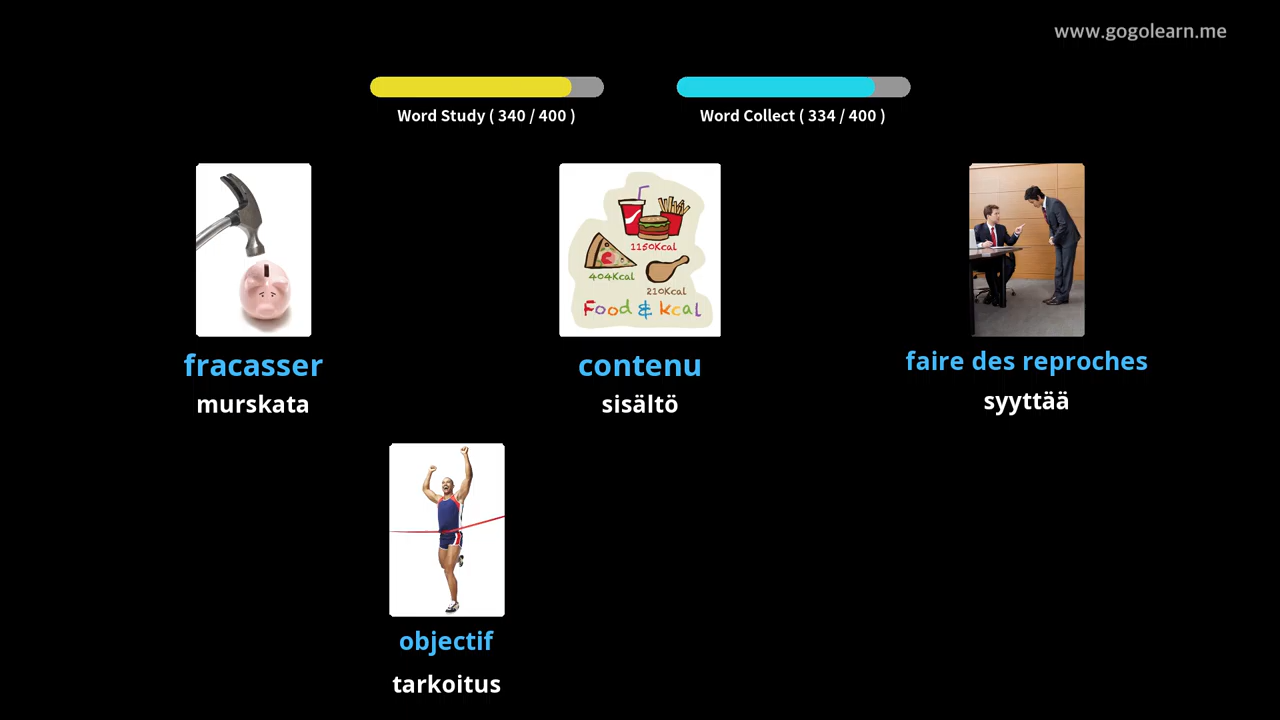 www.gogolearn.me
Word Study ( 340 / 400 )
Word Collect ( 334 / 400 )
1150Kcal
404Kcal
210Kcal
Food & kcal
fracasser
contenu
faire des reproches
murskata
sisältö
syyttää
objectif
tarkoitus